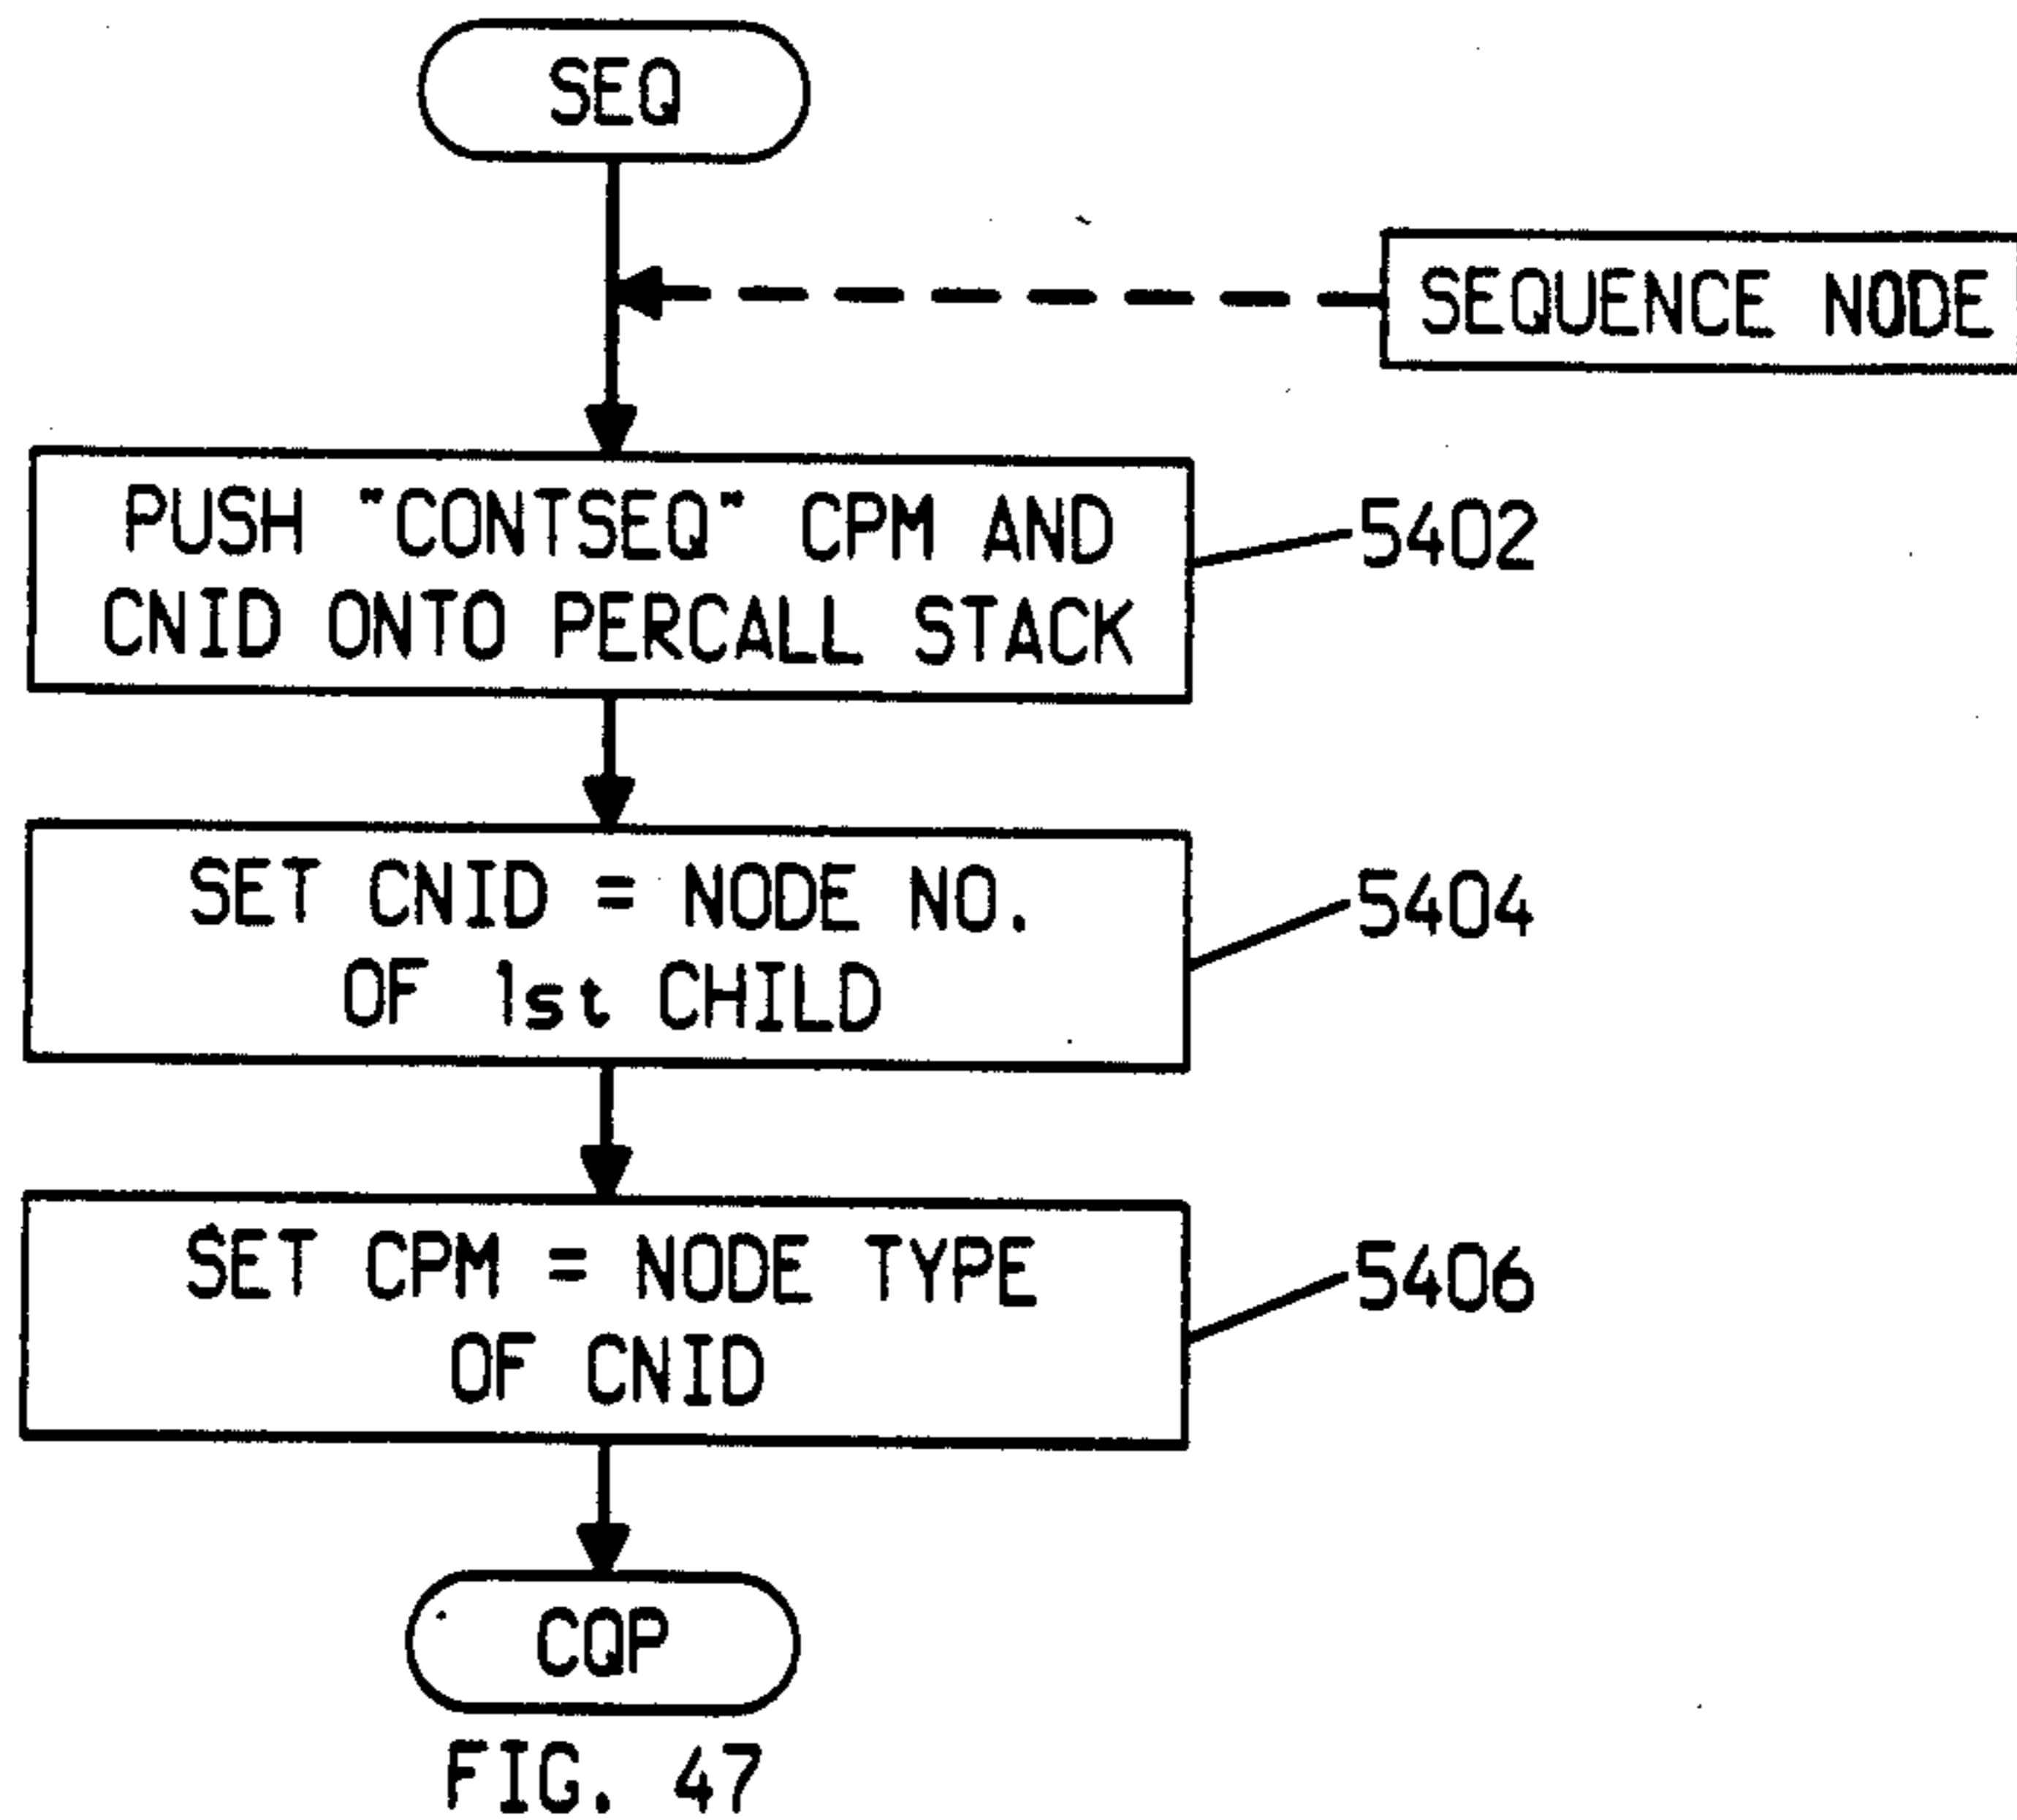 SEQ
SEQUENCE NODE
PUSH "CONTSEQ" CPM AND
CNID ONTO PERCALL STACK
5402
SET CNID = NODE NO.
OF 1st CHILD
5404
SET CPM = NODE TYPE
OF CNID
5406
CQP
FIG. 47